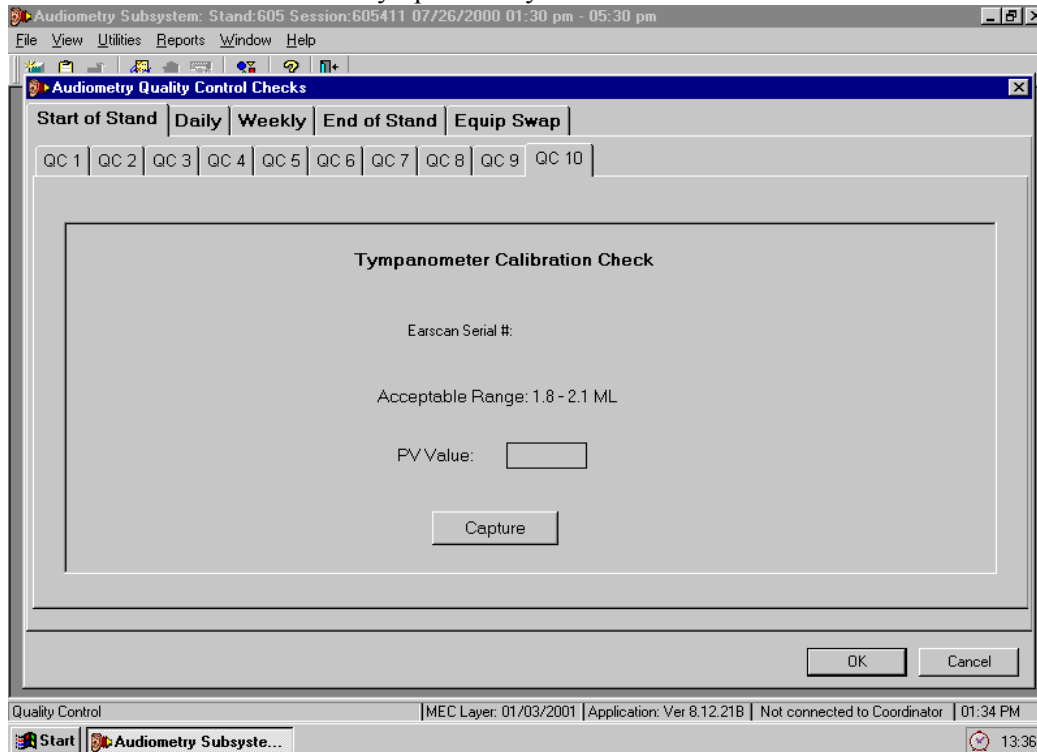 Audiometry Subsystem: Stand:605 Session:605411 07/26/2000 01:30 pm - 05:30 pm
File View Utilities Reports Window Help
Audiometry Quality Control Checks
Start of Stand Daily Weekly End of Stand Equip Swap
QC 1 QC 2 QC 3 QC 4 QC 5 QC 6 QC 7 QC 8 QC 9 QC 10
Tympanometer Calibration Check
Earscan Serial #:
Acceptable Range: 1.8 - 2.1 ML
PV Value:
Capture
OK Cancel
Quality Control MEC Layer: 01/03/2001 Application: Ver 8.12.21B Not connected to Coordinator 01:34 PM
Start Audiometry Subsyste... 13:36